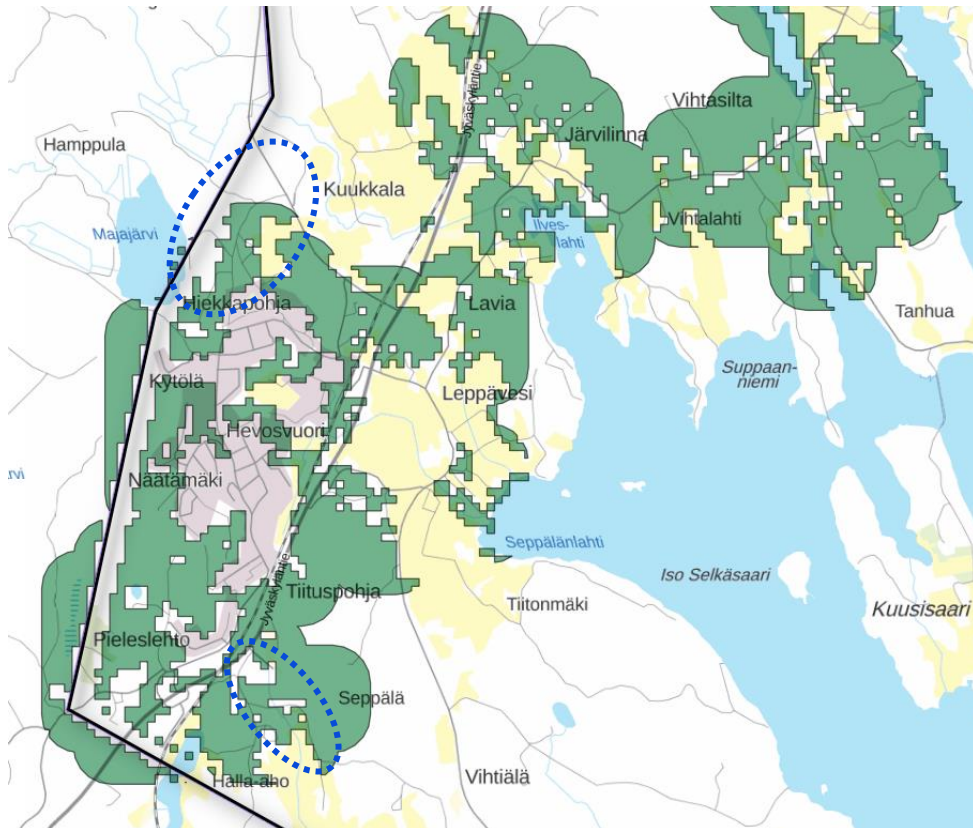 Jyväskyläntie
Vihtasilta
Järvilinna
Hamppula
Kuukkala
Vihtalahti
Ilves-
lahti
Majajärvi
Hiekkapohja
Lavia
Tanhua
Suppaan-
niemi
Kytölä
Leppävesi
Hevosvuori
Näätämäki
Seppälänlahti
Iso Selkäsaari
Jyväskyläntie
Tiituspohja
Tiitonmäki
Kuusisaari
Pieleslehto
Seppälä
Vihtiälä
Halla-aho